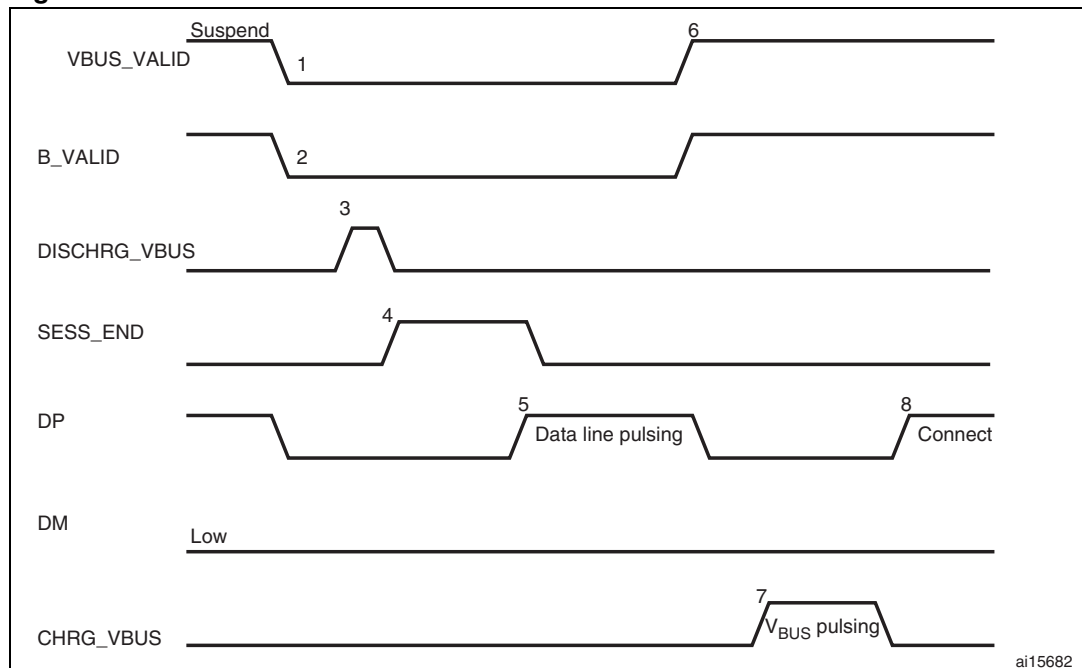 Suspend
6
VBUS_VALID
1
B_VALID
2
3
DISCHRG_VBUS
4
SESS_END
5
8
DP
Data line pulsing
Connect
DM
Low
7
VBUS pulsing
CHRG_VBUS
ai15682